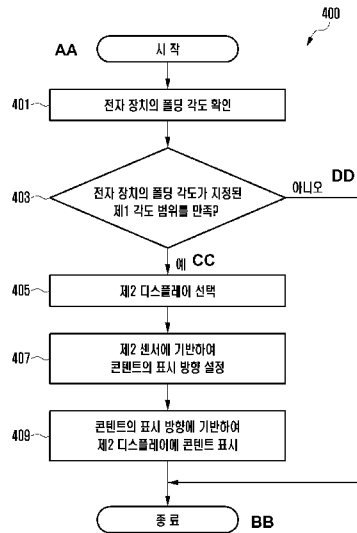 400
AA
시 작
401
전자 장치의 폴딩 각도 확인
403
전자 장치의 폴딩 각도가 지정된
제1 각도 범위를 만족?
아니오
DD
예
CC
405
제2 디스플레이 선택
407
제2 센서에 기반하여
콘텐트의 표시 방향 설정
409
콘텐트의 표시 방향에 기반하여
제2 디스플레이에 콘텐트 표시
종 료
BB